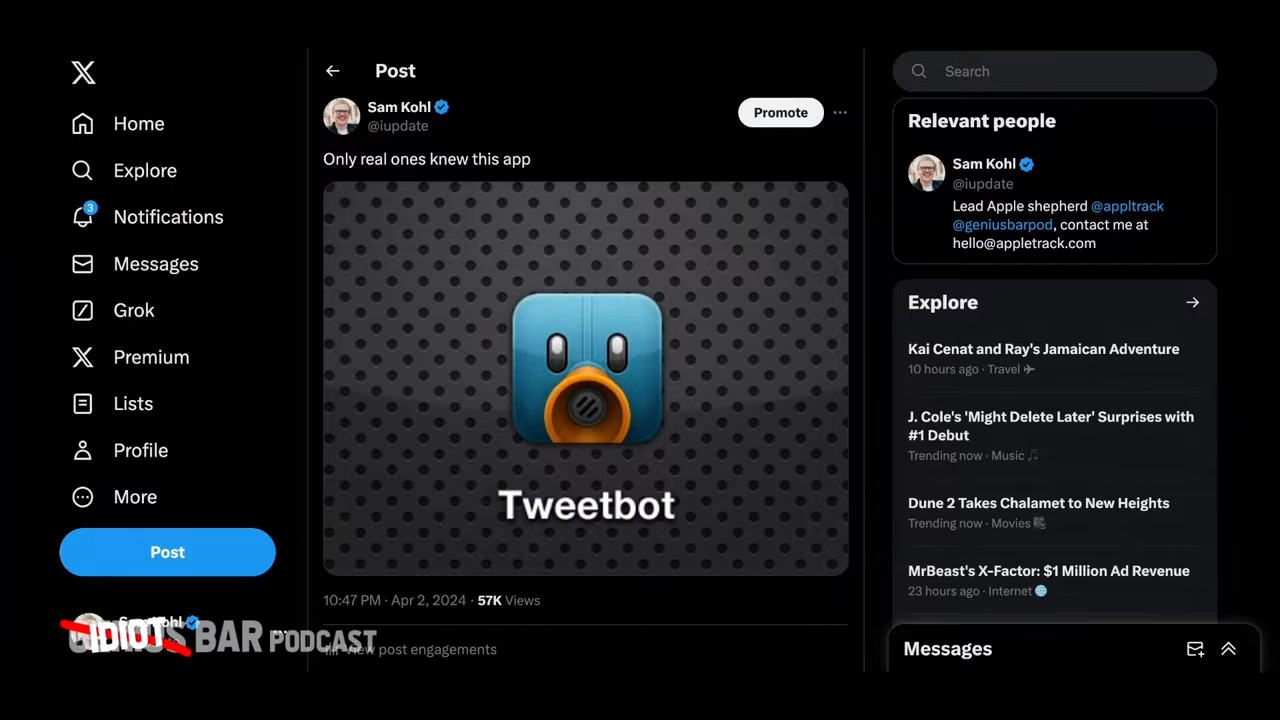 Home
Explore
3
Notifications
Messages
Grok
Premium
Lists
Profile
More
Post
Sam Kohl
IDIOT
BAR PODCAST
Post
Sam Kohl
@iupdate
Promote
Only real ones knew this app
Tweetbot
10:47 PM · Apr 2, 2024 · 57K Views
View post engagements
Search
Relevant people
Sam Kohl
@iupdate
Lead Apple shepherd @appltrack
@geniusbarpod, contact me at
hello@appletrack.com
Explore
Kai Cenat and Ray's Jamaican Adventure
10 hours ago · Travel
J. Cole's 'Might Delete Later' Surprises with
#1 Debut
Trending now · Music
Dune 2 Takes Chalamet to New Heights
Trending now · Movies
MrBeast's X-Factor: $1 Million Ad Revenue
23 hours ago · Internet
Messages